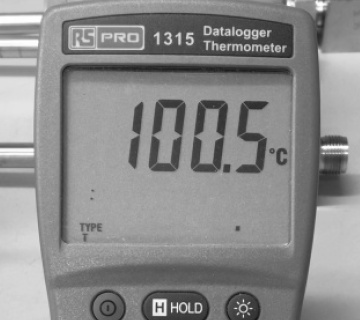 RS PRO 1315 Datalogger
Thermometer
100.5 °C
TYPE
T
H HOLD